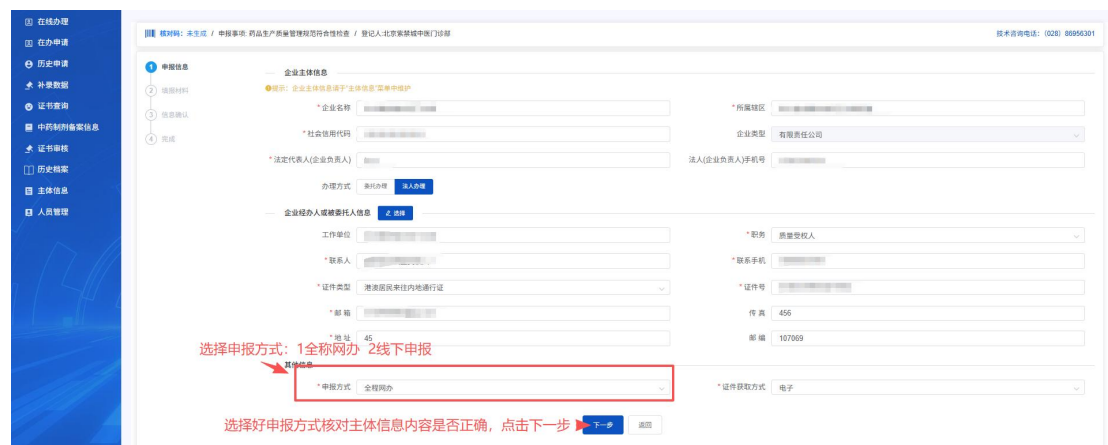 在线办理
在办申请
历史申请
补录数据
证书查询
中药制剂备案信息
证书审核
历史档案
主体信息
人员管理
核对码: 未生成 / 申报事项: 药品生产质量管理规范符合性检查 / 登记人:北京紫禁城中医门诊部
技术咨询电话: (028) 86956301
1 申报信息
2 填报材料
3 信息确认
4 完成
企业主体信息
提示: 企业主体信息请于"主体信息"菜单中维护
*企业名称
*所属辖区
*社会信用代码
企业类型 有限责任公司
*法定代表人(企业负责人)
法人(企业负责人)手机号
办理方式 委托办理 法人办理
企业经办人或被委托人信息 选择
工作单位
*职务 质量受权人
*联系人
*联系手机
*证件类型 港澳居民来往内地通行证
*证件号
*邮箱
传真 456
*地址 45
邮编 107069
选择申报方式: 1全称网办 2线下申报
其他信息
*申报方式 全程网办
*证件获取方式 电子
选择好申报方式核对主体信息内容是否正确, 点击下一步
下一步 返回